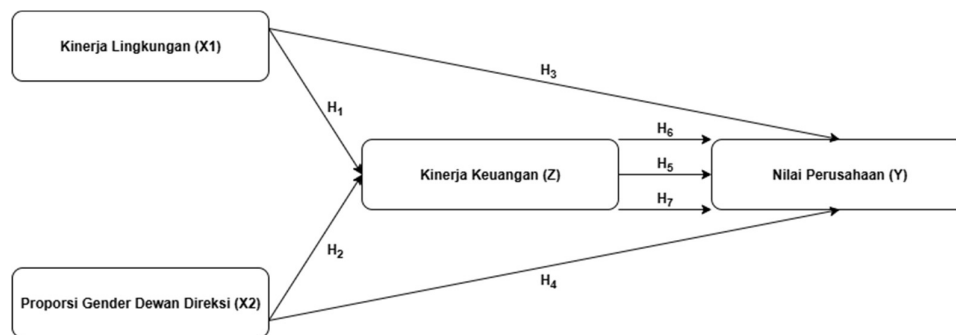 Kinerja Lingkungan (X1)
H3
H1
H6
Kinerja Keuangan (Z)
H5
Nilai Perusahaan (Y)
H7
H2
H4
Proporsi Gender Dewan Direksi (X2)